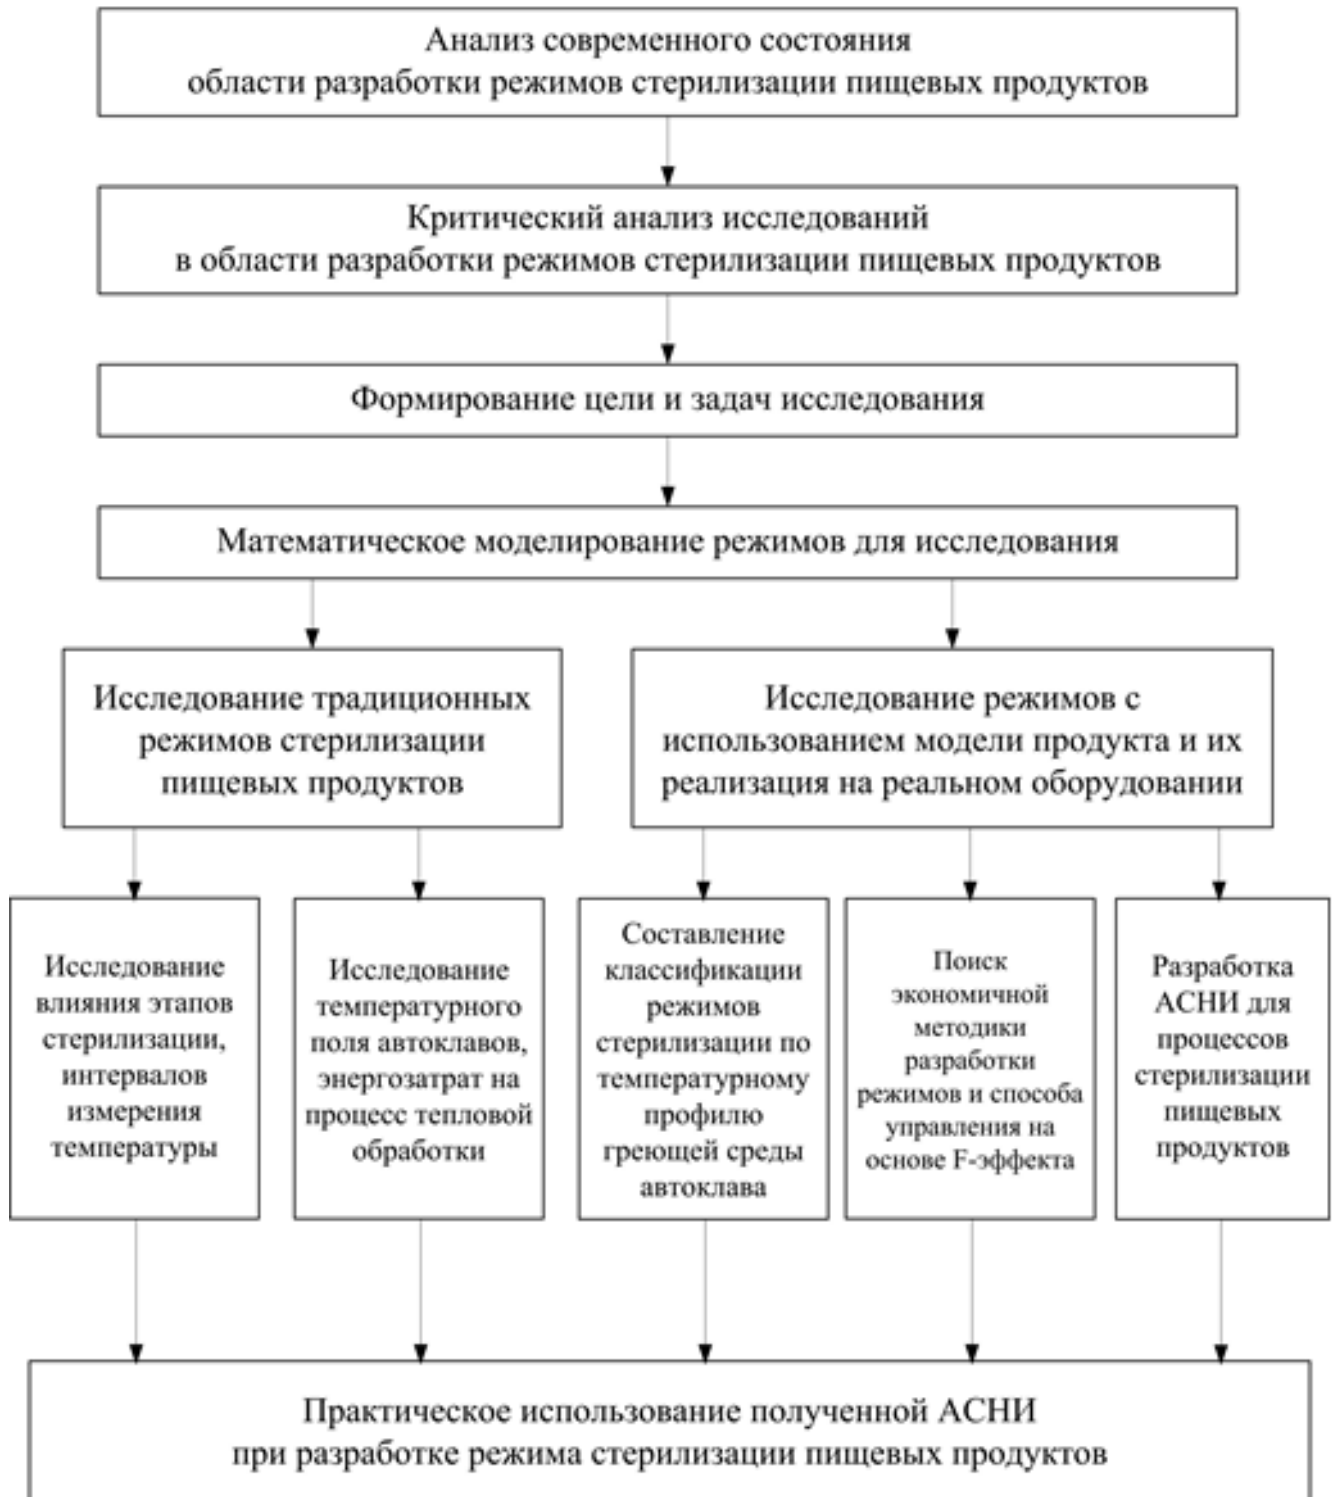 Анализ современного состояния
области разработки режимов стерилизации пищевых продуктов
Критический анализ исследований
в области разработки режимов стерилизации пищевых продуктов
Формирование цели и задач исследования
Математическое моделирование режимов для исследования
Исследование традиционных
режимов стерилизации
пищевых продуктов
Исследование режимов с
использованием модели продукта и их
реализация на реальном оборудовании
Исследование
влияния этапов
стерилизации,
интервалов
измерения
температуры
Исследование
температурного
поля автоклавов,
энергозатрат на
процесс тепловой
обработки
Составление
классификации
режимов
стерилизации по
температурному
профилю
греющей среды
автоклава
Поиск
экономичной
методики
разработки
режимов и способа
управления на
основе F-эффекта
Разработка
АСНИ для
процессов
стерилизации
пищевых
продуктов
Практическое использование полученной АСНИ
при разработке режима стерилизации пищевых продуктов